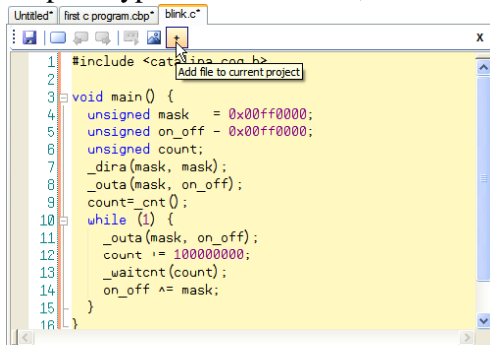 Untitled* first c program.cbp* blink.c*
x
1 #include <catalina_cog.h>
Add file to current project
2
3 void main() {
4 unsigned mask = 0x00ff0000;
5 unsigned on_off - 0x00ff0000;
6 unsigned count;
7 _dira(mask, mask);
8 _outa(mask, on_off);
9 count=_cnt();
10 while (1) {
11 _outa(mask, on_off);
12 count += 100000000;
13 _waitcnt(count);
14 on_off ^= mask;
15 }
16 }